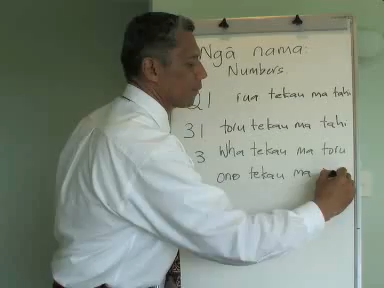 Ngā nama:
Numbers.
21 rua tekau ma tahi
31 toru tekau ma tahi
3 Wha tekau ma toru
ono tekau ma